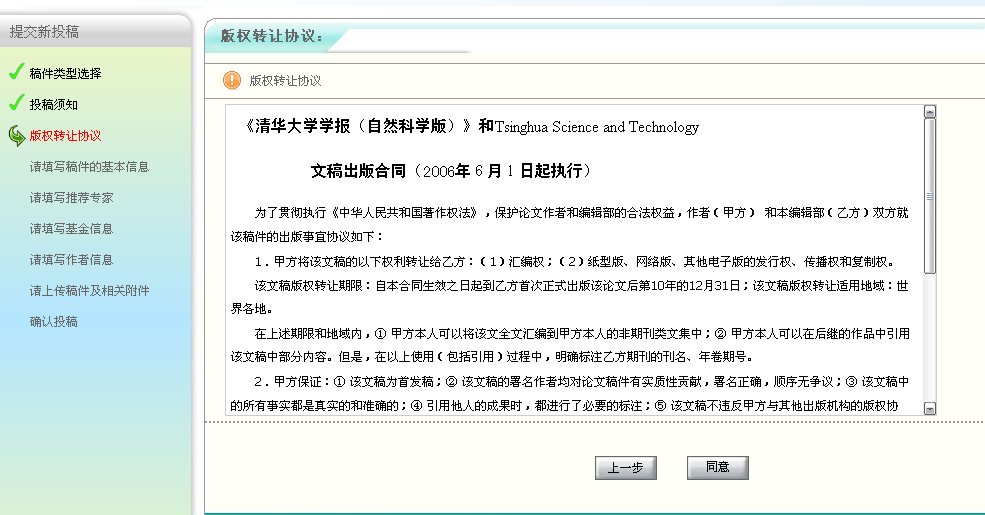 提交新投稿
稿件类型选择
投稿须知
版权转让协议
请填写稿件的基本信息
请填写推荐专家
请填写基金信息
请填写作者信息
请上传稿件及相关附件
确认投稿
版权转让协议：
版权转让协议
《清华大学学报（自然科学版）》和Tsinghua Science and Technology
文稿出版合同（2006年 6 月 1 日起执行）
为了贯彻执行《中华人民共和国著作权法》，保护论文作者和编辑部的合法权益，作者（甲方） 和本编辑部（乙方）双方就
该稿件的出版事宜协议如下：
1．甲方将该文稿的以下权利转让给乙方：（1）汇编权；（2）纸型版、网络版、其他电子版的发行权、传播权和复制权。
该文稿版权转让期限：自本合同生效之日起到乙方首次正式出版该论文后第10年的12月31日；该文稿版权转让适用地域：世
界各地。
在上述期限和地域内，① 甲方本人可以将该文全文汇编到甲方本人的非期刊类文集中；② 甲方本人可以在后继的作品中引用
该文稿中部分内容。但是，在以上使用（包括引用）过程中，明确标注乙方期刊的刊名、年卷期号。
2．甲方保证：① 该文稿为首发稿；② 该文稿的署名作者均对论文稿件有实质性贡献，署名正确，顺序无争议；③ 该文稿中
的所有事实都是真实的和准确的；④ 引用他人的成果时，都进行了必要的标注；⑤ 该文稿不违反甲方与其他出版机构的版权协
上一步
同意